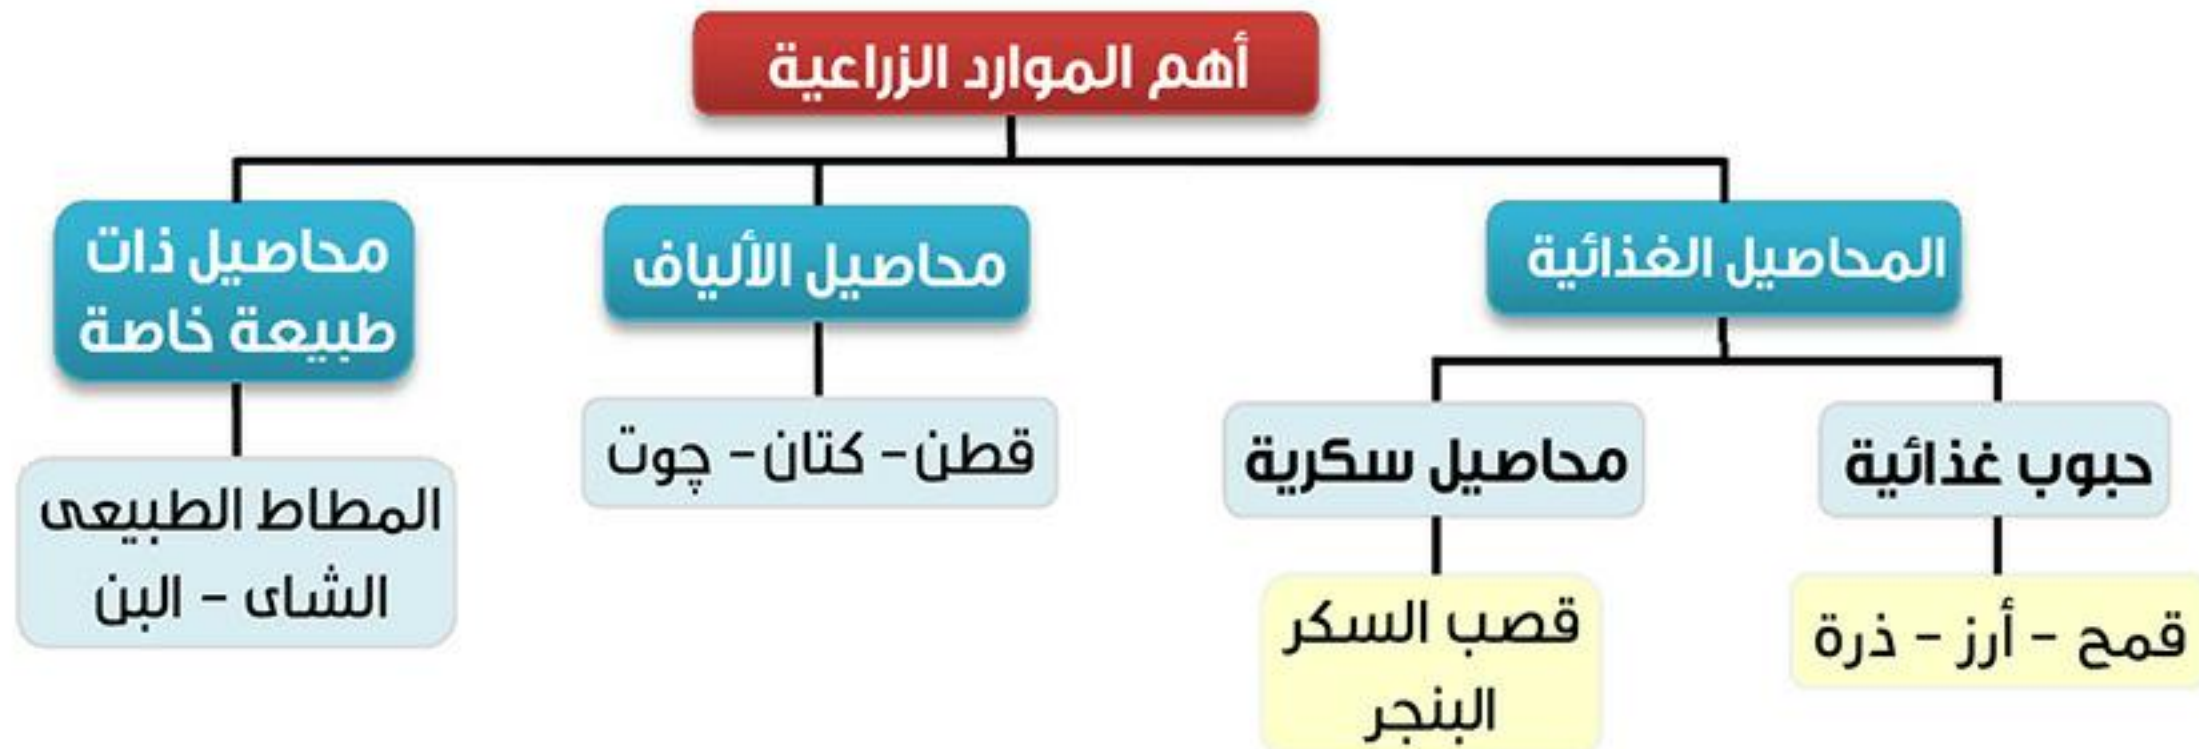 أهم الموارد الزراعية
المحاصيل الغذائية
محاصيل الألياف
محاصيل ذات
طبيعة خاصة
حبوب غذائية
محاصيل سكرية
قطن - كتان - چوت
المطاط الطبيعى
الشاى - البن
قمح - أرز - ذرة
قصب السكر
البنجر